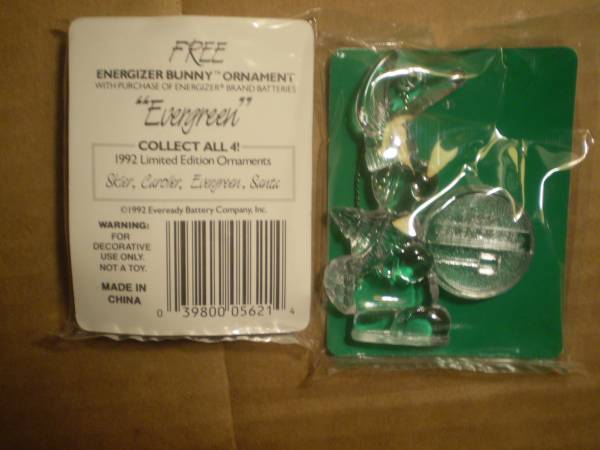 FREE
ENERGIZER BUNNY™ ORNAMENT
WITH PURCHASE OF ENERGIZER® BRAND BATTERIES
"Evergreen"
COLLECT ALL 4!
1992 Limited Edition Ornaments
Skier, Caroler, Evergreen, Santa
©1992 Eveready Battery Company, Inc.
WARNING:
FOR
DECORATIVE
USE ONLY.
NOT A TOY.
MADE IN
CHINA
0 39800 05621 4